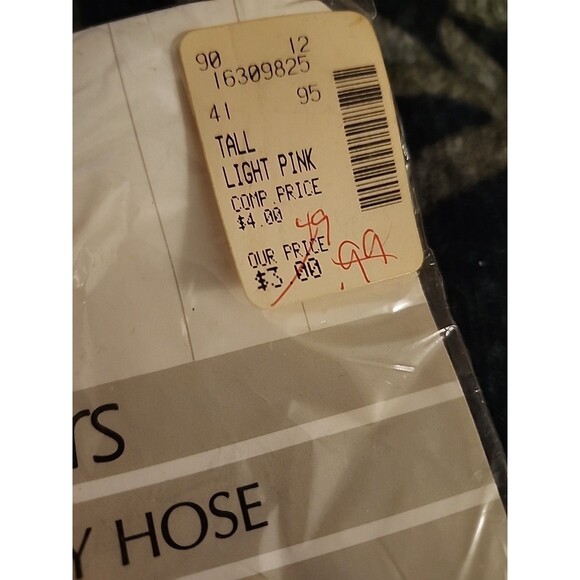 90 12
16309825
41 95
TALL
LIGHT PINK
COMP.PRICE
$4.00
49
OUR PRICE
$3.00 .99
rs
Y HOSE